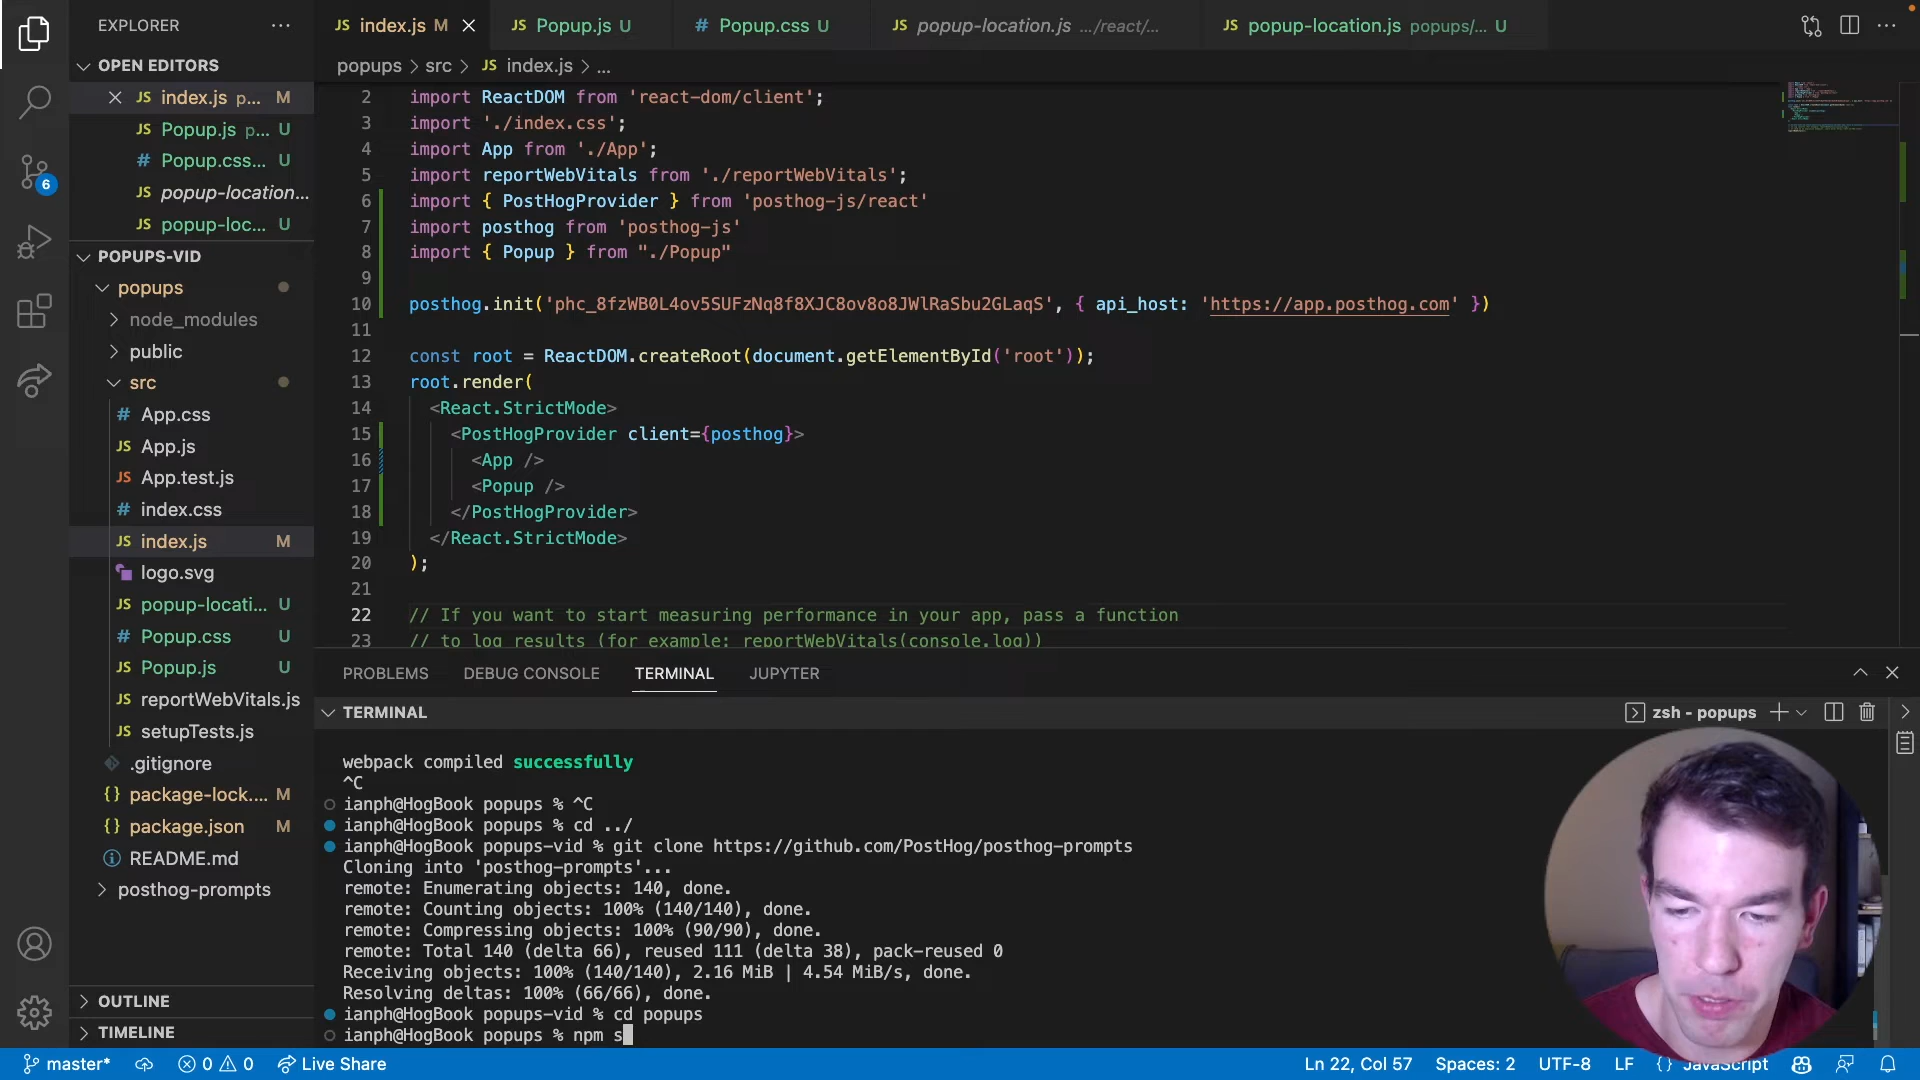 EXPLORER
index.js M
Popup.js U
Popup.css U
popup-location.js .../react/...
popup-location.js popups/... U
popups > src > JS index.js > ...
OPEN EDITORS
JS index.js p... M
JS Popup.js p... U
# Popup.css... U
JS popup-location...
JS popup-loc... U
POPUPS-VID
popups
node_modules
public
src
# App.css
JS App.js
JS App.test.js
# index.css
JS index.js M
logo.svg
JS popup-locati... U
# Popup.css U
JS Popup.js U
JS reportWebVitals.js
JS setupTests.js
.gitignore
{} package-lock.... M
{} package.json M
README.md
posthog-prompts
OUTLINE
TIMELINE
6
2 import ReactDOM from 'react-dom/client';
3 import './index.css';
4 import App from './App';
5 import reportWebVitals from './reportWebVitals';
6 import { PostHogProvider } from 'posthog-js/react'
7 import posthog from 'posthog-js'
8 import { Popup } from "./Popup"
9
10 posthog.init('phc_8fzWB0L4ov5SUFzNq8f8XJC8ov8o8JWlRaSbu2GLaqS', { api_host: 'https://app.posthog.com' })
11
12 const root = ReactDOM.createRoot(document.getElementById('root'));
13 root.render(
14 <React.StrictMode>
15 <PostHogProvider client={posthog}>
16 <App />
17 <Popup />
18 </PostHogProvider>
19 </React.StrictMode>
20 );
21
22 // If you want to start measuring performance in your app, pass a function
23 // to log results (for example: reportWebVitals(console.log))
PROBLEMS DEBUG CONSOLE TERMINAL JUPYTER
TERMINAL
zsh - popups
webpack compiled successfully
^C
ianph@HogBook popups % ^C
ianph@HogBook popups % cd ../
ianph@HogBook popups-vid % git clone https://github.com/PostHog/posthog-prompts
Cloning into 'posthog-prompts'...
remote: Enumerating objects: 140, done.
remote: Counting objects: 100% (140/140), done.
remote: Compressing objects: 100% (90/90), done.
remote: Total 140 (delta 66), reused 111 (delta 38), pack-reused 0
Receiving objects: 100% (140/140), 2.16 MiB | 4.54 MiB/s, done.
Resolving deltas: 100% (66/66), done.
ianph@HogBook popups-vid % cd popups
ianph@HogBook popups % npm s
master* 0 0 Live Share Ln 22, Col 57 Spaces: 2 UTF-8 LF {} JavaScript